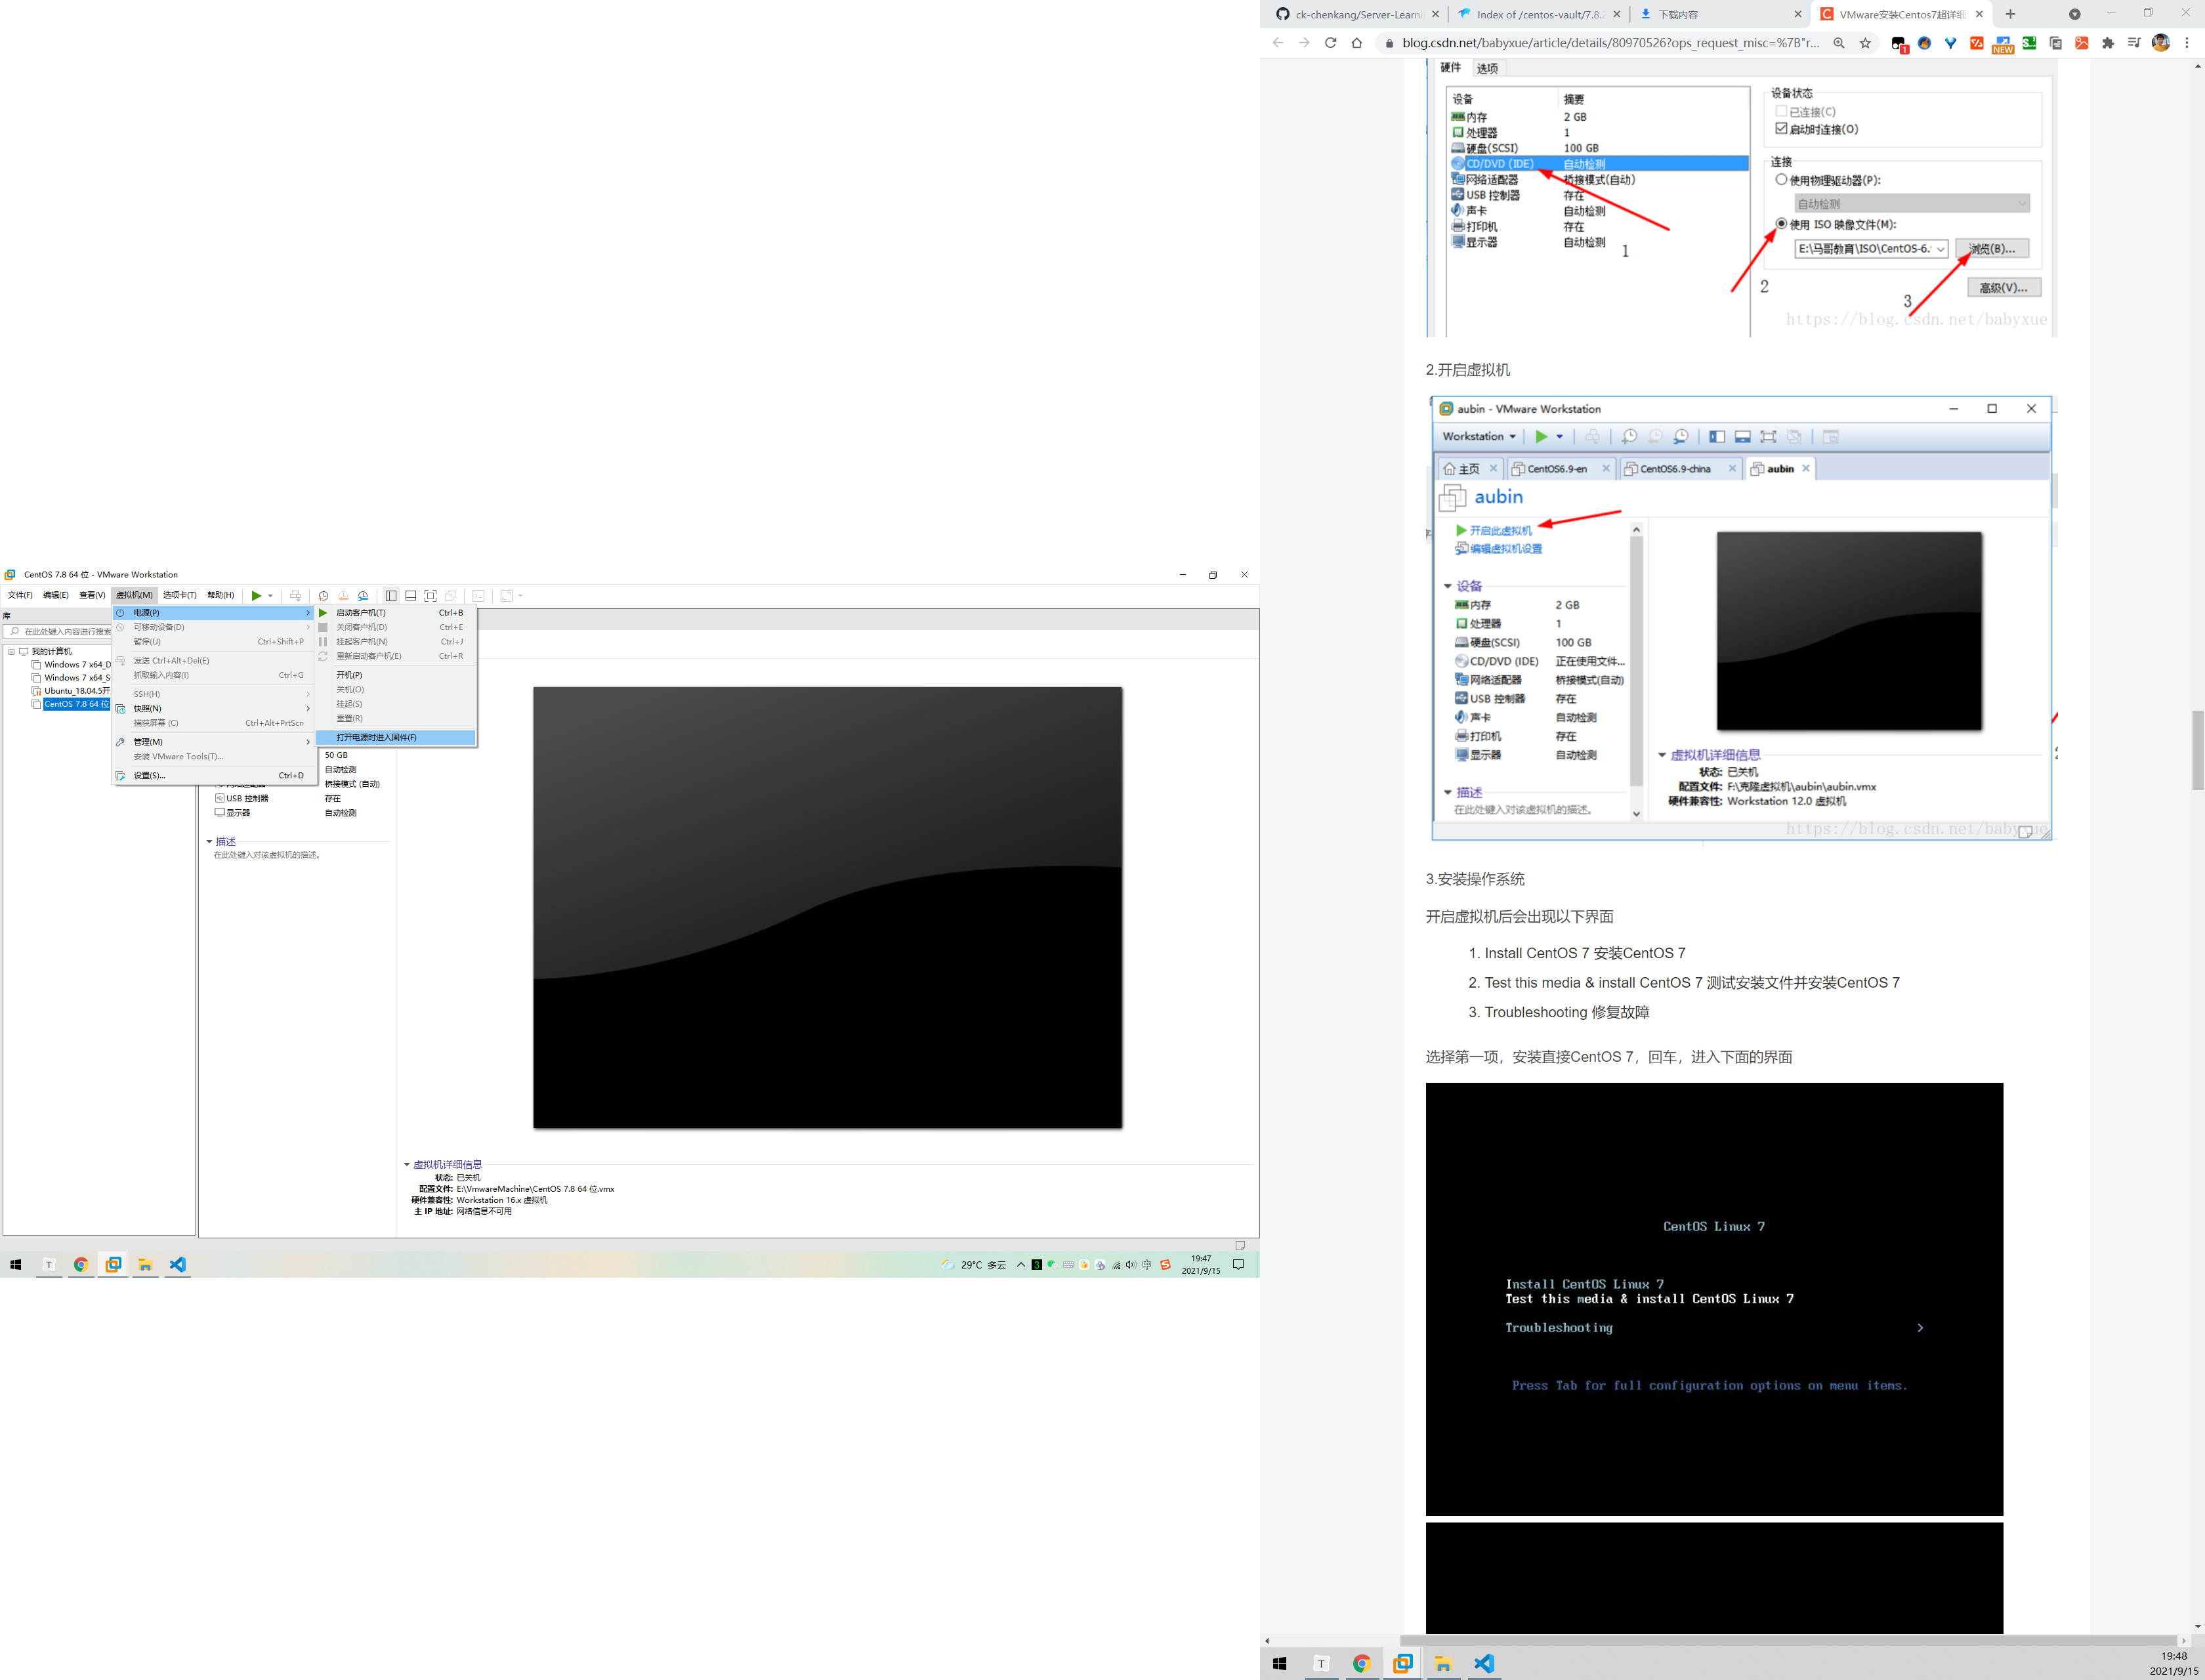 CentOS 7.8 64 位 - VMware Workstation
文件(F) 编辑(E) 查看(V) 虚拟机(M) 选项卡(T) 帮助(H)
库
在此处键入内容进行搜索
我的计算机
Windows 7 x64_D
Windows 7 x64_S
Ubuntu_18.04.5开
CentOS 7.8 64 位
电源(P)
可移动设备(D)
暂停(U) Ctrl+Shift+P
发送 Ctrl+Alt+Del(E)
抓取输入内容(I) Ctrl+G
SSH(H)
快照(N)
捕获屏幕 (C) Ctrl+Alt+PrtScn
管理(M)
安装 VMware Tools(T)...
设置(S)... Ctrl+D
启动客户机(T) Ctrl+B
关闭客户机(D) Ctrl+E
挂起客户机(N) Ctrl+J
重新启动客户机(E) Ctrl+R
开机(P)
关机(O)
挂起(S)
重置(R)
打开电源时进入固件(F)
50 GB
自动检测
网络适配器 桥接模式 (自动)
USB 控制器 存在
显示器 自动检测
描述
在此处键入对该虚拟机的描述。
虚拟机详细信息
状态: 已关机
配置文件: E:\VmwareMachine\CentOS 7.8 64 位.vmx
硬件兼容性: Workstation 16.x 虚拟机
主 IP 地址: 网络信息不可用
29°C 多云
19:47
2021/9/15
ck-chenkang/Server-Learni
Index of /centos-vault/7.8.2
下载内容
VMware安装Centos7超详细
blog.csdn.net/babyxue/article/details/80970526?ops_request_misc=%7B"r...
硬件 选项
设备 摘要
内存 2 GB
处理器 1
硬盘(SCSI) 100 GB
CD/DVD (IDE) 自动检测
网络适配器 桥接模式(自动)
USB 控制器 存在
声卡 自动检测
打印机 存在
显示器 自动检测
1
设备状态
已连接(C)
启动时连接(O)
连接
使用物理驱动器(P):
自动检测
使用 ISO 映像文件(M):
E:\马哥教育\ISO\CentOS-6. 浏览(B)...
2
高级(V)...
3
https://blog.csdn.net/babyxue
2.开启虚拟机
aubin - VMware Workstation
Workstation
主页 CentOS6.9-en CentOS6.9-china aubin
aubin
开启此虚拟机
编辑虚拟机设置
设备
内存 2 GB
处理器 1
硬盘(SCSI) 100 GB
CD/DVD (IDE) 正在使用文件...
网络适配器 桥接模式(自动)
USB 控制器 存在
声卡 自动检测
打印机 存在
显示器 自动检测
描述
在此处键入对该虚拟机的描述。
虚拟机详细信息
状态: 已关机
配置文件: F:\克隆虚拟机\aubin\aubin.vmx
硬件兼容性: Workstation 12.0 虚拟机
https://blog.csdn.net/babyxue
3.安装操作系统
开启虚拟机后会出现以下界面
1. Install CentOS 7 安装CentOS 7
2. Test this media & install CentOS 7 测试安装文件并安装CentOS 7
3. Troubleshooting 修复故障
选择第一项，安装直接CentOS 7，回车，进入下面的界面
CentOS Linux 7
Install CentOS Linux 7
Test this media & install CentOS Linux 7
Troubleshooting >
Press Tab for full configuration options on menu items.
19:48
2021/9/15